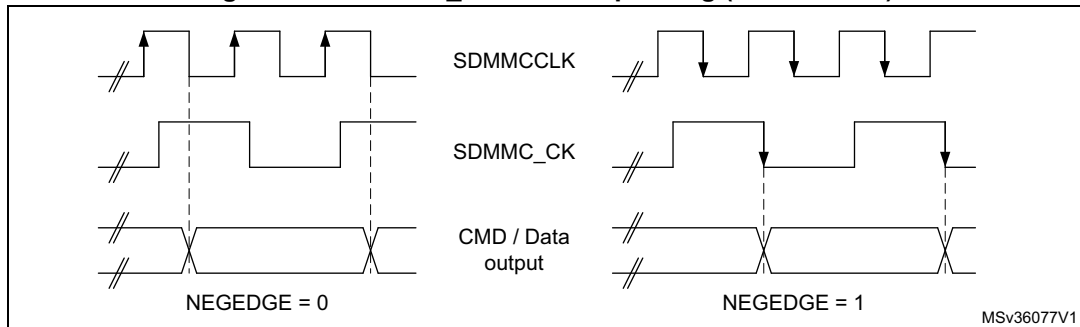 SDMMCCLK
SDMMC_CK
CMD / Data
output
NEGEDGE = 0
NEGEDGE = 1
MSv36077V1